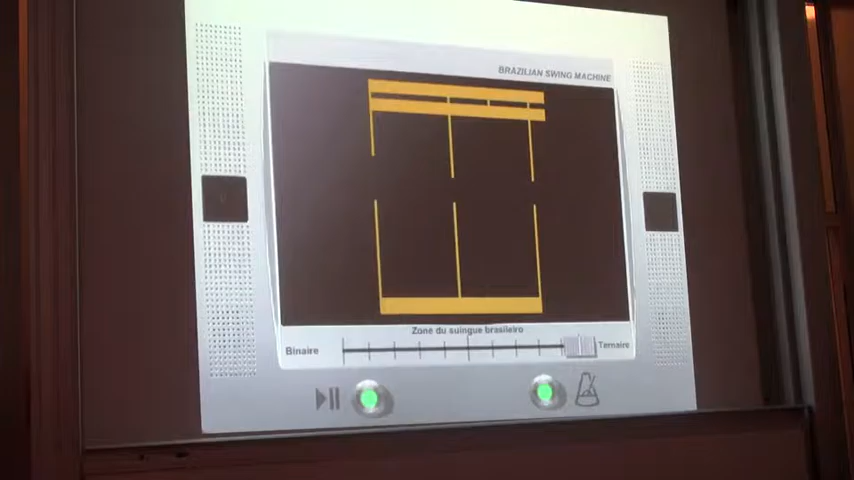 BRAZILIAN SWING MACHINE
Zone du suingue brasileiro
Binaire
Ternaire